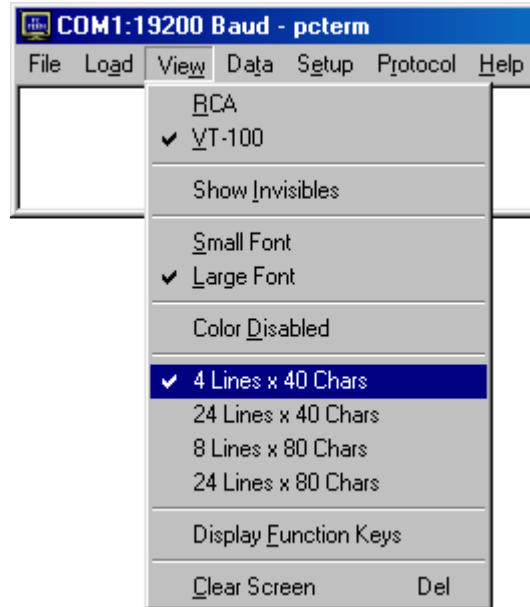 COM1:19200 Baud - pcterm
File Load View Data Setup Protocol Help
RCA
VT-100
Show Invisibles
Small Font
Large Font
Color Disabled
4 Lines x 40 Chars
24 Lines x 40 Chars
8 Lines x 80 Chars
24 Lines x 80 Chars
Display Function Keys
Clear Screen Del